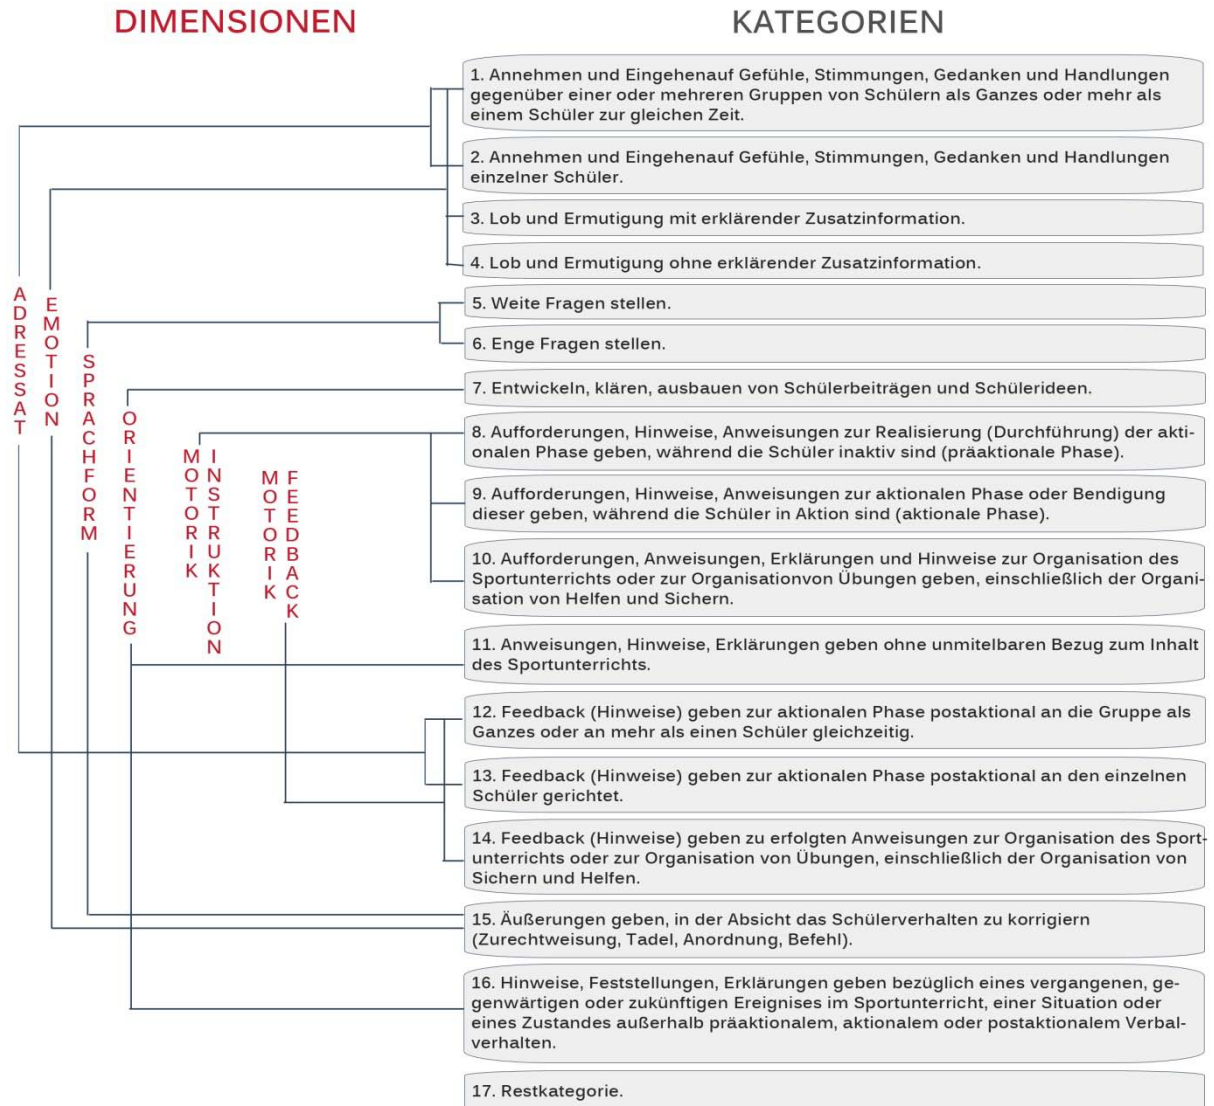 DIMENSIONEN
KATEGORIEN
1. Annehmen und Eingehenauf Gefühle, Stimmungen, Gedanken und Handlungen
gegenüber einer oder mehreren Gruppen von Schülern als Ganzes oder mehr als
einem Schüler zur gleichen Zeit.
2. Annehmen und Eingehenauf Gefühle, Stimmungen, Gedanken und Handlungen
einzelner Schüler.
3. Lob und Ermutigung mit erklärender Zusatzinformation.
4. Lob und Ermutigung ohne erklärender Zusatzinformation.
5. Weite Fragen stellen.
6. Enge Fragen stellen.
7. Entwickeln, klären, ausbauen von Schülerbeiträgen und Schülerideen.
8. Aufforderungen, Hinweise, Anweisungen zur Realisierung (Durchführung) der akti-
onalen Phase geben, während die Schüler inaktiv sind (präaktionale Phase).
9. Aufforderungen, Hinweise, Anweisungen zur aktionalen Phase oder Bendigung
dieser geben, während die Schüler in Aktion sind (aktionale Phase).
10. Aufforderungen, Anweisungen, Erklärungen und Hinweise zur Organisation des
Sportunterrichts oder zur Organisationvon Übungen geben, einschließlich der Organi-
sation von Helfen und Sichern.
11. Anweisungen, Hinweise, Erklärungen geben ohne unmitelbaren Bezug zum Inhalt
des Sportunterrichts.
12. Feedback (Hinweise) geben zur aktionalen Phase postaktional an die Gruppe als
Ganzes oder an mehr als einen Schüler gleichzeitig.
13. Feedback (Hinweise) geben zur aktionalen Phase postaktional an den einzelnen
Schüler gerichtet.
14. Feedback (Hinweise) geben zu erfolgten Anweisungen zur Organisation des Sport-
unterrichts oder zur Organisation von Übungen, einschließlich der Organisation von
Sichern und Helfen.
15. Äußerungen geben, in der Absicht das Schülerverhalten zu korrigiern
(Zurechtweisung, Tadel, Anordnung, Befehl).
16. Hinweise, Feststellungen, Erklärungen geben bezüglich eines vergangenen, ge-
genwärtigen oder zukünftigen Ereignises im Sportunterricht, einer Situation oder
eines Zustandes außerhalb präaktionalem, aktionalem oder postaktionalem Verbal-
verhalten.
17. Restkategorie.
ADRESSAT
EMOTION
SPRACHFORM
ORIENTIERUNG
MOTORIK
INSTRUKTION
MOTORIK
FEEDBACK